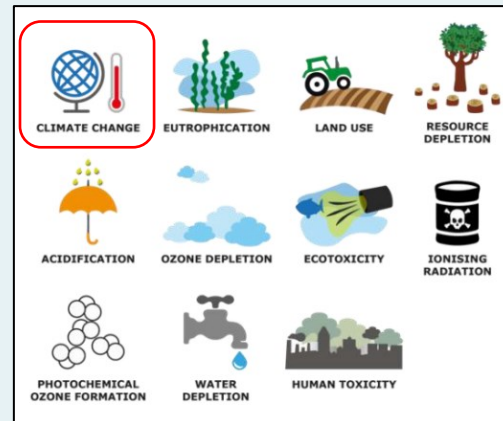 CLIMATE CHANGE
EUTROPHICATION
LAND USE
RESOURCE
DEPLETION
ACIDIFICATION
OZONE DEPLETION
ECOTOXICITY
IONISING
RADIATION
PHOTOCHEMICAL
OZONE FORMATION
WATER
DEPLETION
HUMAN TOXICITY